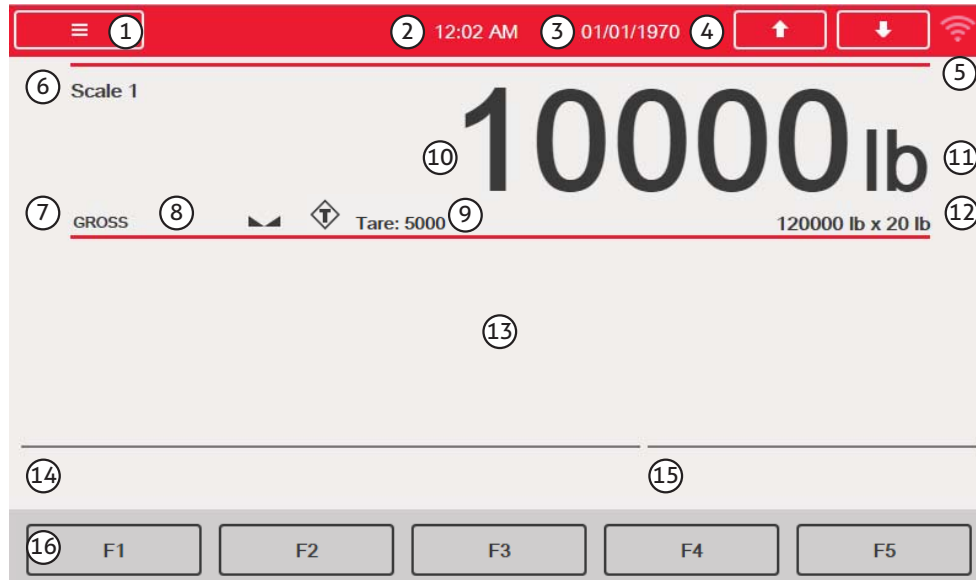 ≡ 1 2 12:02 AM 3 01/01/1970 4
5
6 Scale 1
10 10000 lb 11
7 GROSS 8 T Tare: 5000 9 120000 lb x 20 lb 12
13
14 15
16 F1 F2 F3 F4 F5